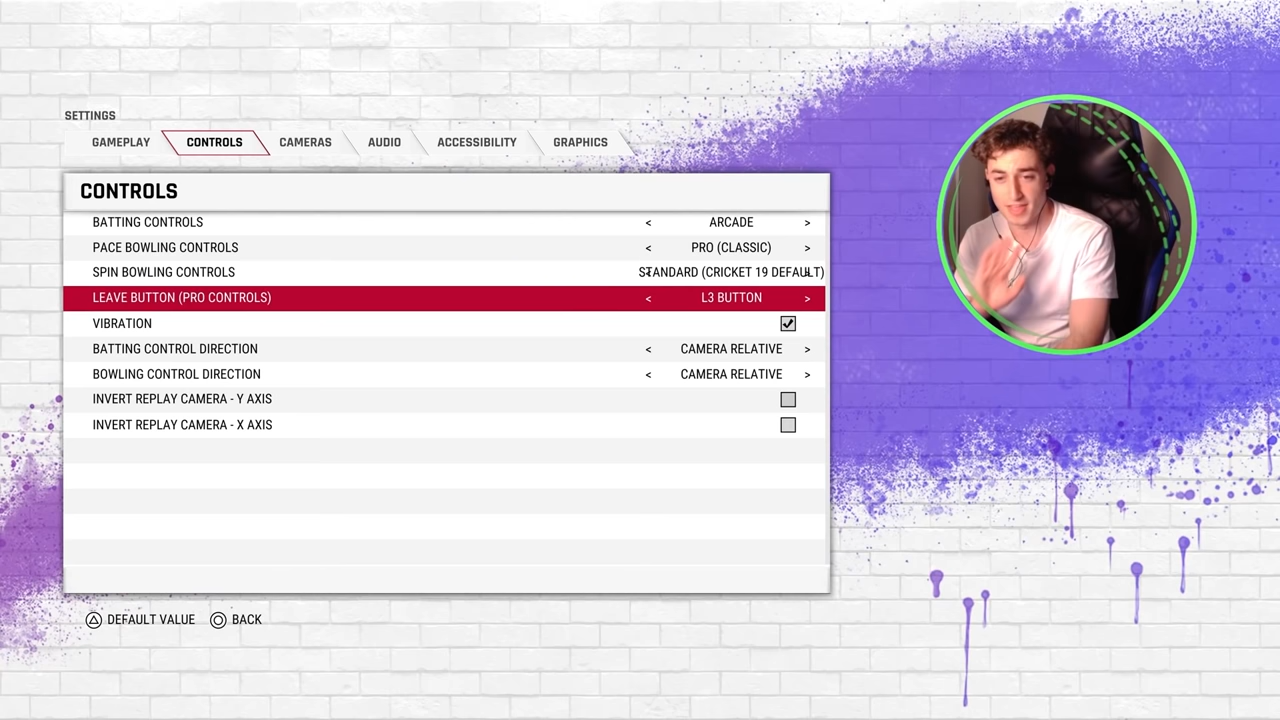 SETTINGS
GAMEPLAY CONTROLS CAMERAS AUDIO ACCESSIBILITY GRAPHICS
CONTROLS
BATTING CONTROLS < ARCADE >
PACE BOWLING CONTROLS < PRO (CLASSIC) >
SPIN BOWLING CONTROLS < STANDARD (CRICKET 19 DEFAULT) >
LEAVE BUTTON (PRO CONTROLS) < L3 BUTTON >
VIBRATION
BATTING CONTROL DIRECTION < CAMERA RELATIVE >
BOWLING CONTROL DIRECTION < CAMERA RELATIVE >
INVERT REPLAY CAMERA - Y AXIS
INVERT REPLAY CAMERA - X AXIS
DEFAULT VALUE BACK